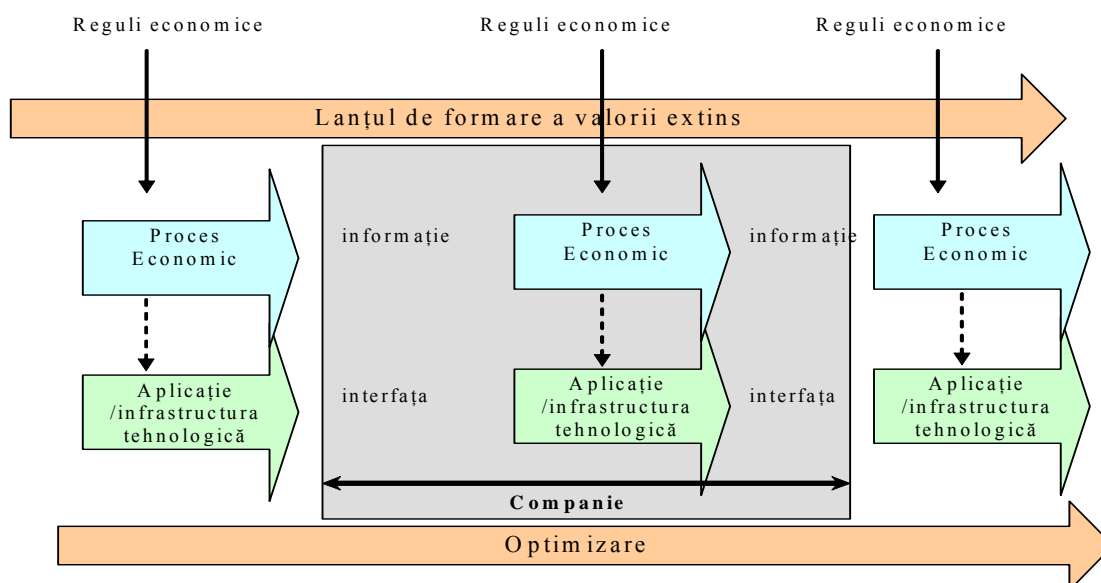 Reguli economice
Reguli economice
Reguli economice
Lanțul de formare a valorii extins
Proces
Economic
informație
Proces
Economic
informație
Proces
Economic
Aplicație
/infrastructura
tehnologică
interfața
Aplicație
/infrastructura
tehnologică
interfața
Aplicație
/infrastructura
tehnologică
Companie
Optimizare